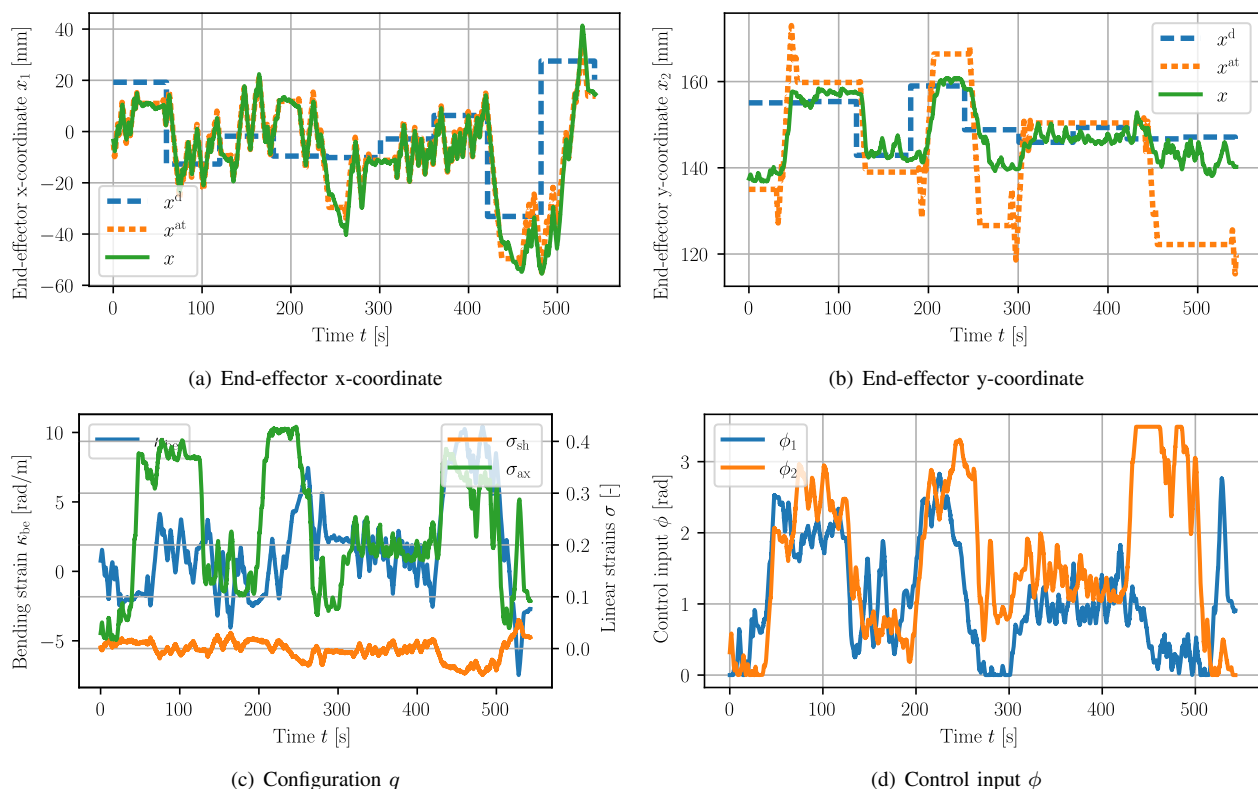 40
20
0
−20
−40
−60
End-effector x-coordinate x₁ [mm]
xᵈ
xᵃᵗ
x
0 100 200 300 400 500
Time t [s]
(a) End-effector x-coordinate
160
140
120
End-effector y-coordinate x₂ [mm]
xᵈ
xᵃᵗ
x
0 100 200 300 400 500
Time t [s]
(b) End-effector y-coordinate
10
5
0
−5
Bending strain κbe [rad/m]
κbe
σsh
σax
0.4
0.3
0.2
0.1
0.0
Linear strains σ [-]
0 100 200 300 400 500
Time t [s]
(c) Configuration q
3
2
1
0
Control input ϕ [rad]
ϕ₁
ϕ₂
0 100 200 300 400 500
Time t [s]
(d) Control input ϕ